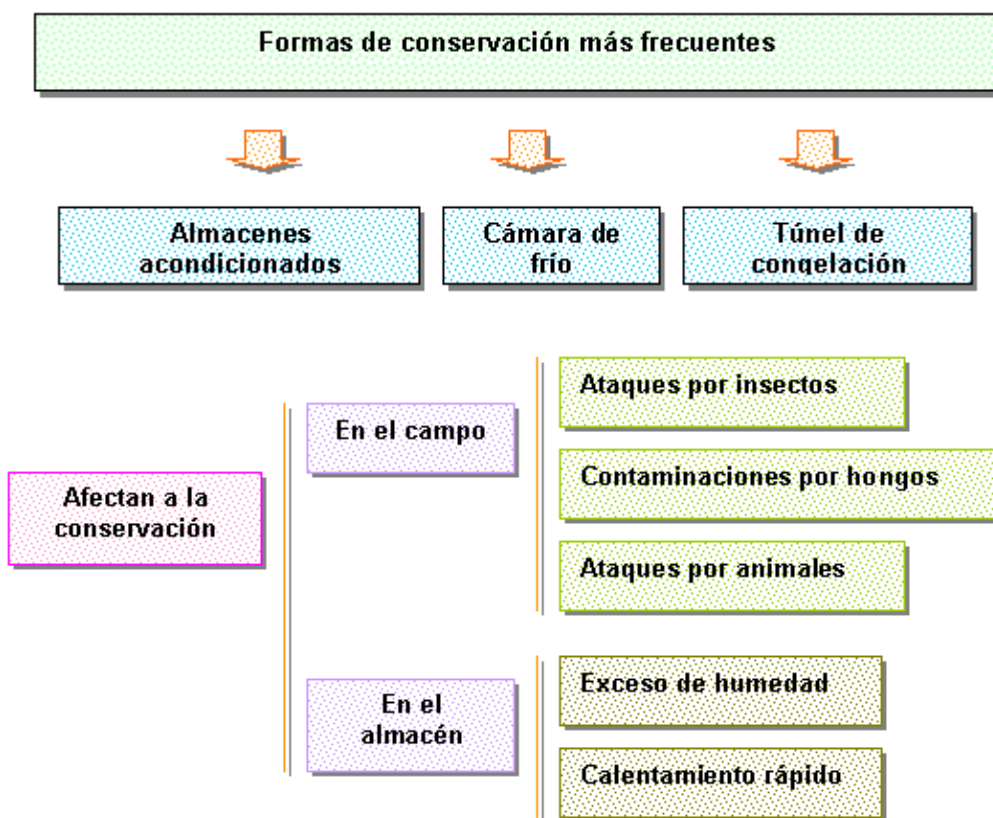 Formas de conservación más frecuentes
Almacenes
acondicionados
Cámara de
frío
Túnel de
congelación
Afectan a la
conservación
En el campo
Ataques por insectos
Contaminaciones por hongos
Ataques por animales
En el
almacén
Exceso de humedad
Calentamiento rápido